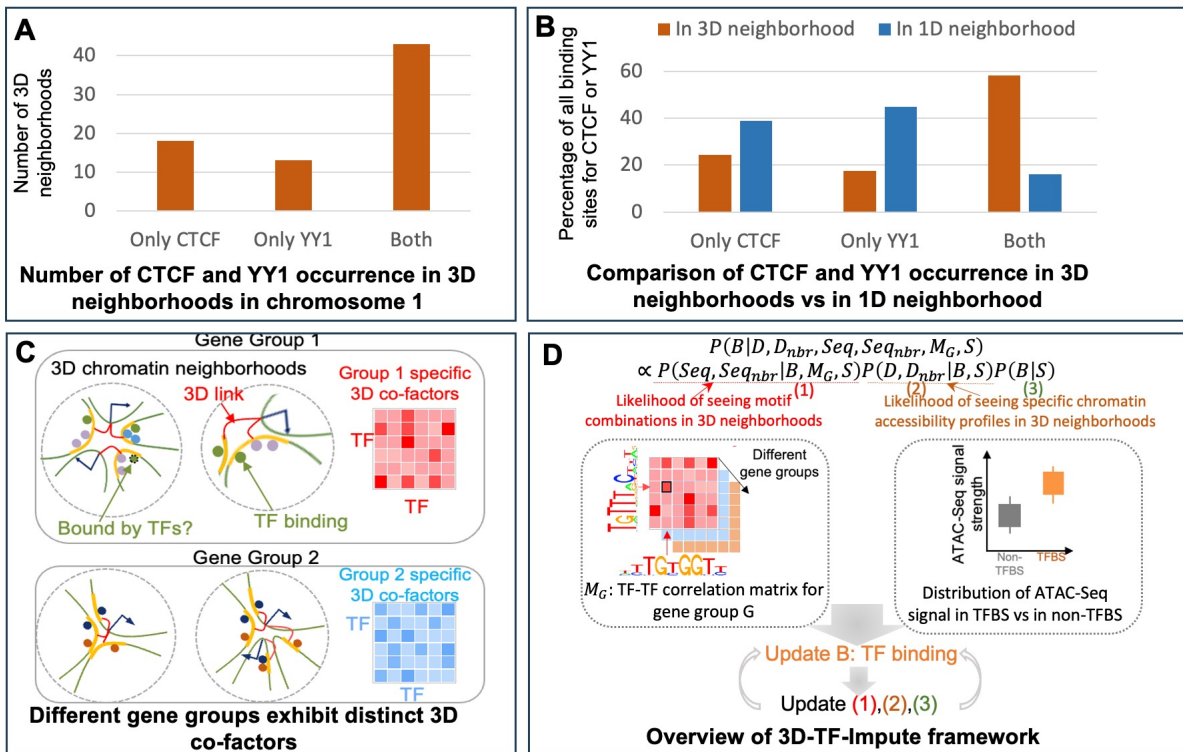 A
Number of 3D
neighborhoods
40
30
20
10
0
Only CTCF
Only YY1
Both
Number of CTCF and YY1 occurrence in 3D
neighborhoods in chromosome 1
B
In 3D neighborhood
In 1D neighborhood
Percentage of all binding
sites for CTCF or YY1
60
40
20
0
Only CTCF
Only YY1
Both
Comparison of CTCF and YY1 occurrence in 3D
neighborhoods vs in 1D neighborhood
C
Gene Group 1
3D chromatin neighborhoods
3D link
Group 1 specific
3D co-factors
TF
TF
Bound by TFs?
TF binding
Gene Group 2
Group 2 specific
3D co-factors
TF
TF
Different gene groups exhibit distinct 3D
co-factors
D
P(B|D, D_nbr, Seq, Seq_nbr, M_G, S)
∝ P(Seq, Seq_nbr|B, M_G, S)P(D, D_nbr|B, S)P(B|S)
(1)
(2)
(3)
Likelihood of seeing motif
combinations in 3D neighborhoods
Likelihood of seeing specific chromatin
accessibility profiles in 3D neighborhoods
Different
gene groups
M_G: TF-TF correlation matrix for
gene group G
ATAC-Seq signal
strength
Non-
TFBS
TFBS
Distribution of ATAC-Seq
signal in TFBS vs in non-TFBS
Update B: TF binding
Update (1),(2),(3)
Overview of 3D-TF-Impute framework